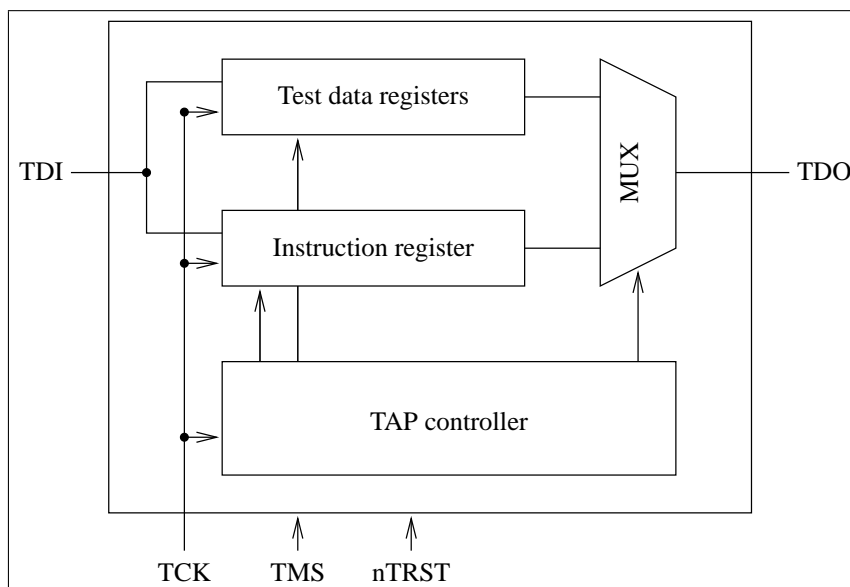 Test data registers
MUX
TDI
TDO
Instruction register
TAP controller
TCK
TMS
nTRST